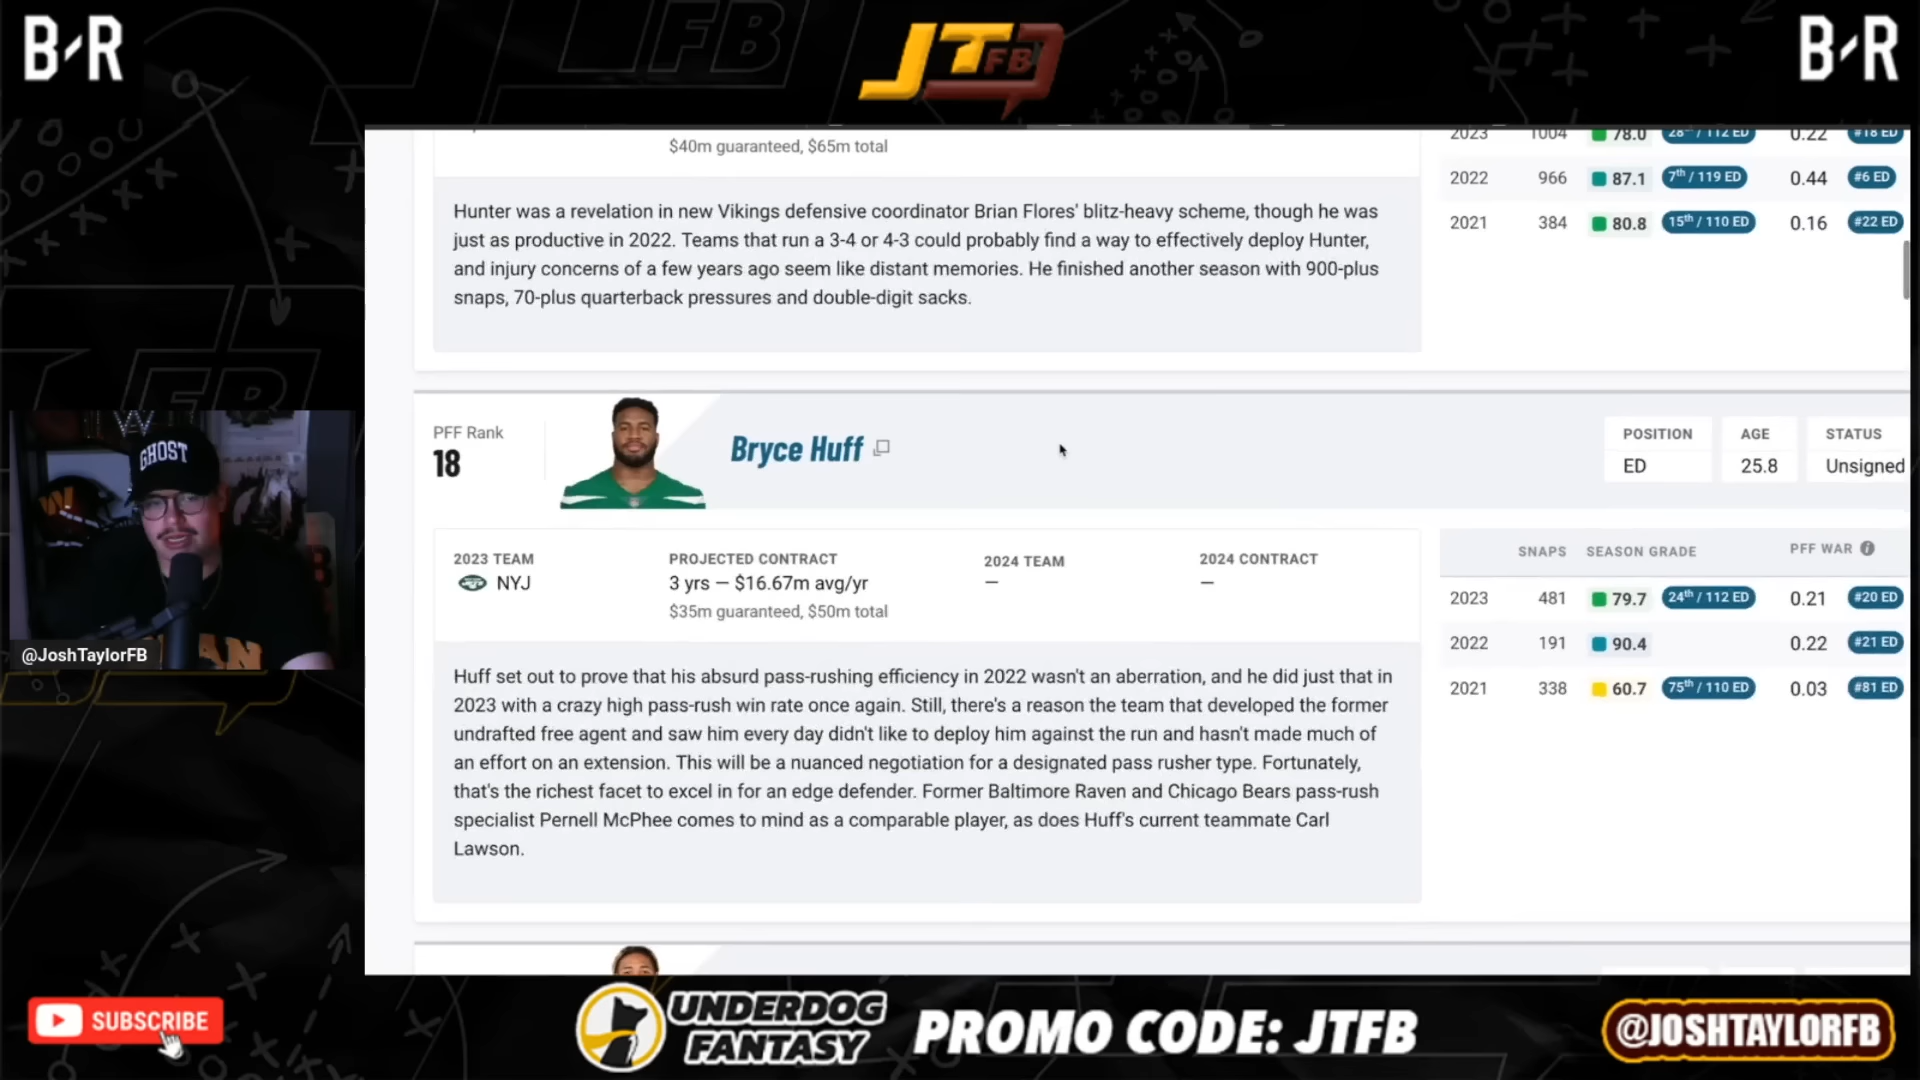 B/R
JTFB
B/R
$40m guaranteed, $65m total
2023 1004 78.0 28th / 112 ED 0.22 #18 ED
2022 966 87.1 7th / 119 ED 0.44 #6 ED
2021 384 80.8 15th / 110 ED 0.16 #22 ED
Hunter was a revelation in new Vikings defensive coordinator Brian Flores' blitz-heavy scheme, though he was
just as productive in 2022. Teams that run a 3-4 or 4-3 could probably find a way to effectively deploy Hunter,
and injury concerns of a few years ago seem like distant memories. He finished another season with 900-plus
snaps, 70-plus quarterback pressures and double-digit sacks.
PFF Rank
18
Bryce Huff
POSITION AGE STATUS
ED 25.8 Unsigned
2023 TEAM PROJECTED CONTRACT 2024 TEAM 2024 CONTRACT
NYJ 3 yrs – $16.67m avg/yr – –
$35m guaranteed, $50m total
SNAPS SEASON GRADE PFF WAR
2023 481 79.7 24th / 112 ED 0.21 #20 ED
2022 191 90.4 0.22 #21 ED
2021 338 60.7 75th / 110 ED 0.03 #81 ED
Huff set out to prove that his absurd pass-rushing efficiency in 2022 wasn't an aberration, and he did just that in
2023 with a crazy high pass-rush win rate once again. Still, there's a reason the team that developed the former
undrafted free agent and saw him every day didn't like to deploy him against the run and hasn't made much of
an effort on an extension. This will be a nuanced negotiation for a designated pass rusher type. Fortunately,
that's the richest facet to excel in for an edge defender. Former Baltimore Raven and Chicago Bears pass-rush
specialist Pernell McPhee comes to mind as a comparable player, as does Huff's current teammate Carl
Lawson.
GHOST
@JoshTaylorFB
SUBSCRIBE
UNDERDOG
FANTASY
PROMO CODE: JTFB
@JOSHTAYLORFB